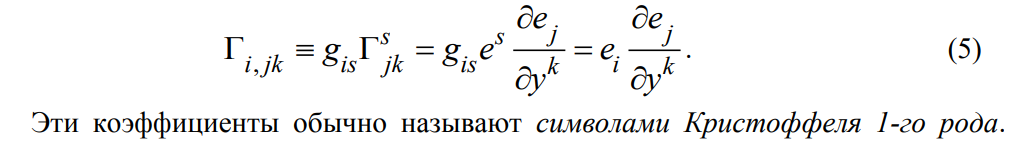 Γ_{i,jk} ≡ g_{is}Γ^s_{jk} = g_{is}e^s ∂e_j/∂y^k = e_i ∂e_j/∂y^k. (5)
Эти коэффициенты обычно называют символами Кристоффеля 1-го рода.